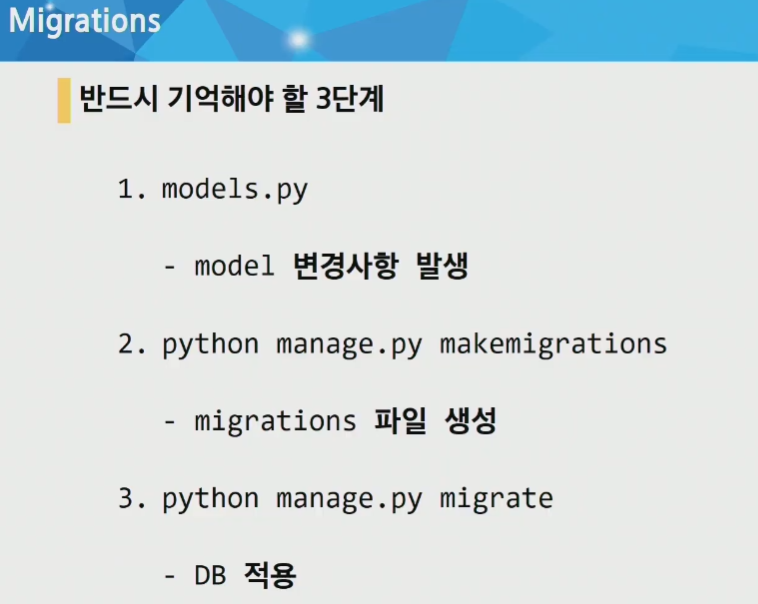 Migrations
반드시 기억해야 할 3단계
1. models.py
- model 변경사항 발생
2. python manage.py makemigrations
- migrations 파일 생성
3. python manage.py migrate
- DB 적용